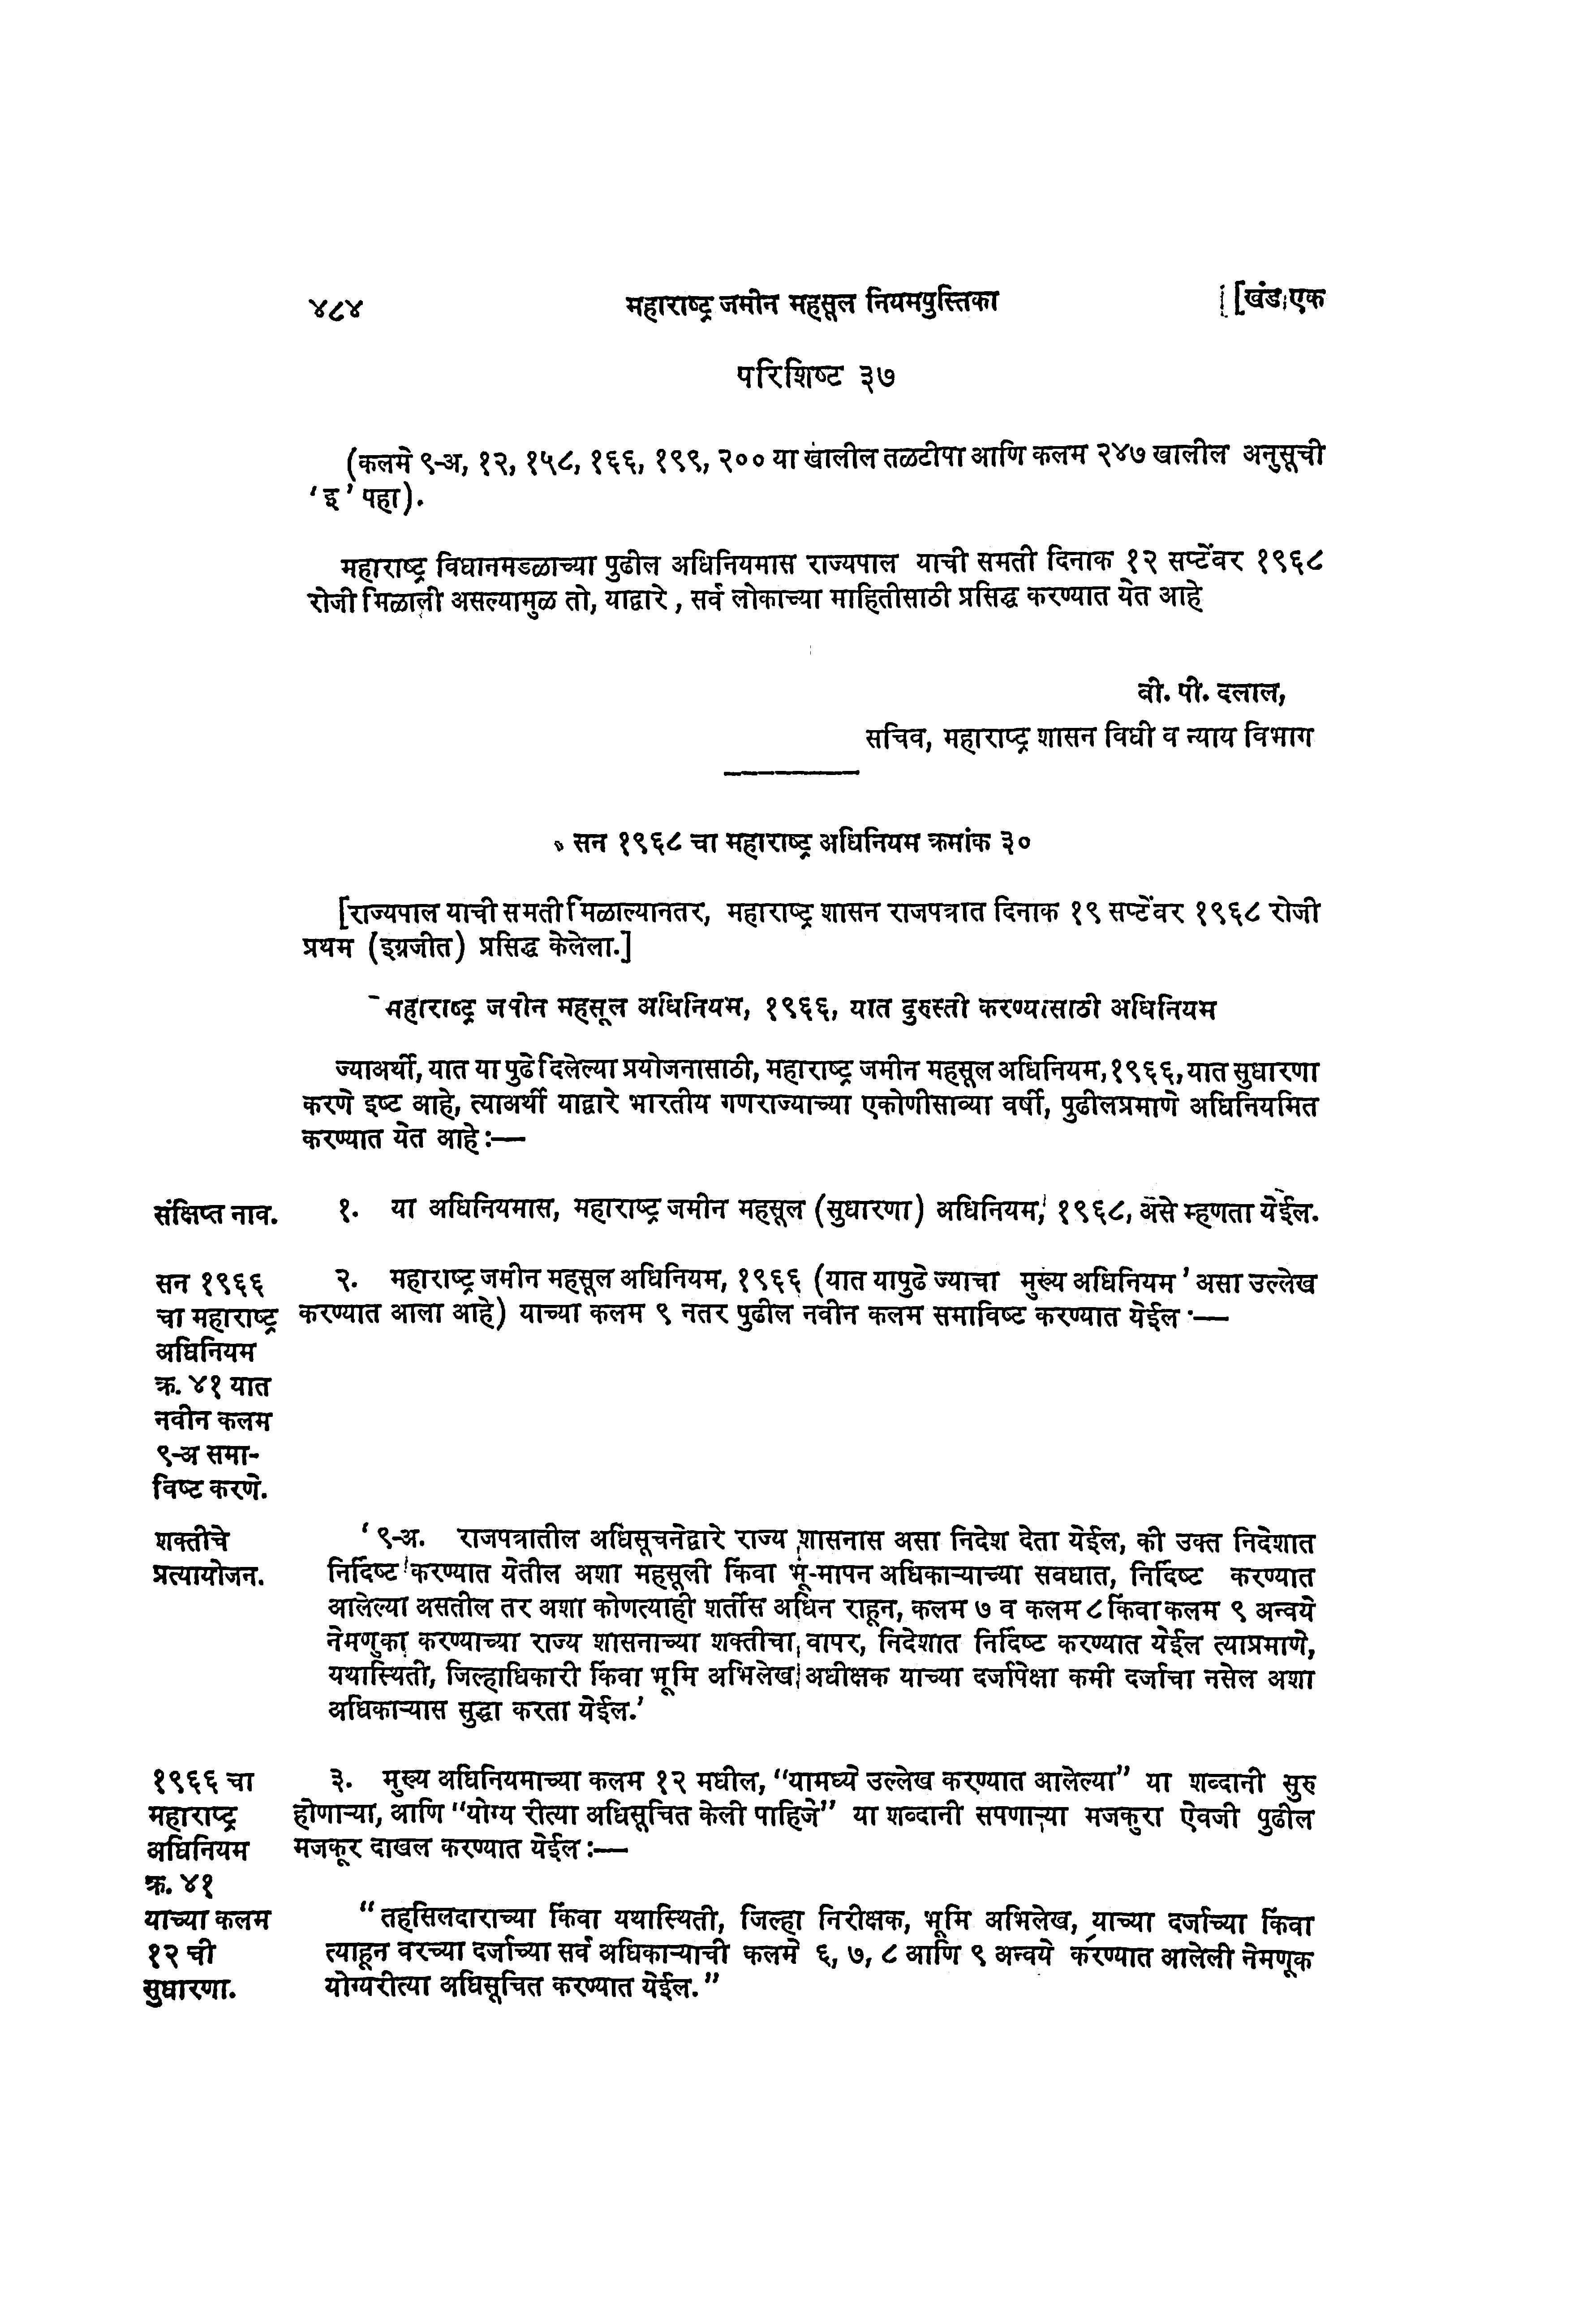 ४८४ महाराष्ट्र जमीन महसूल नियमपुस्तिका [खंड एक
परिशिष्ट ३७
(कलमे ९-अ, १२, १५८, १६६, १९९, २०० या खालील तळटीपा आणि कलम २४७ खालील अनुसूची
‘ इ ’ पहा).
महाराष्ट्र विधानमडळाच्या पुढील अधिनियमास राज्यपाल याची समती दिनाक १२ सप्टेंबर १९६८
रोजी मिळाली असल्यामुळ तो, याद्वारे , सर्व लोकाच्या माहितीसाठी प्रसिद्ध करण्यात येत आहे
वी. पी. दलाल,
सचिव, महाराष्ट्र शासन विधी व न्याय विभाग
सन १९६८ चा महाराष्ट्र अधिनियम क्रमांक ३०
[राज्यपाल याची समती मिळाल्यानतर, महाराष्ट्र शासन राजपत्रात दिनाक १९ सप्टेंबर १९६८ रोजी
प्रथम (इग्रजीत) प्रसिद्ध केलेला.]
महाराष्ट्र जमीन महसूल अधिनियम, १९६६, यात दुरुस्ती करण्यासाठी अधिनियम
ज्याअर्थी, यात या पुढे दिलेल्या प्रयोजनासाठी, महाराष्ट्र जमीन महसूल अधिनियम,१९६६, यात सुधारणा
करणे इष्ट आहे, त्याअर्थी याद्वारे भारतीय गणराज्याच्या एकोणीसाव्या वर्षी, पुढीलप्रमाणे अधिनियमित
करण्यात येत आहे :—
संक्षिप्त नाव. १. या अधिनियमास, महाराष्ट्र जमीन महसूल (सुधारणा) अधिनियम, १९६८, असे म्हणता येईल.
सन १९६६
चा महाराष्ट्र
अधिनियम
क्र. ४१ यात
नवीन कलम
९-अ समा-
विष्ट करणे.
२. महाराष्ट्र जमीन महसूल अधिनियम, १९६६ (यात यापुढे ज्याचा मुख्य अधिनियम ’ असा उल्लेख
करण्यात आला आहे) याच्या कलम ९ नतर पुढील नवीन कलम समाविष्ट करण्यात येईल :—
शक्तीचे
प्रत्यायोजन.
‘ ९-अ. राजपत्रातील अधिसूचनेद्वारे राज्य शासनास असा निदेश देता येईल, की उक्त निदेशात
निर्दिष्ट करण्यात येतील अशा महसूली किंवा भू-मापन अधिकाऱ्याच्या सवधात, निर्दिष्ट करण्यात
आलेल्या असतील तर अशा कोणत्याही शर्तीस अधिन राहून, कलम ७ व कलम ८ किंवा कलम ९ अन्वये
नेमणुका करण्याच्या राज्य शासनाच्या शक्तीचा वापर, निदेशात निर्दिष्ट करण्यात येईल त्याप्रमाणे,
यथास्थिती, जिल्हाधिकारी किंवा भूमि अभिलेख अधीक्षक याच्या दर्जापेक्षा कमी दर्जाचा नसेल अशा
अधिकाऱ्यास सुद्धा करता येईल.’
१९६६ चा
महाराष्ट्र
अधिनियम
क्र. ४१
याच्या कलम
१२ ची
सुधारणा.
३. मुख्य अधिनियमाच्या कलम १२ मधील, “यामध्ये उल्लेख करण्यात आलेल्या” या शब्दानी सुरु
होणाऱ्या, आणि “योग्य रीत्या अधिसूचित केली पाहिजे” या शब्दानी सपणाऱ्या मजकुरा ऐवजी पुढील
मजकूर दाखल करण्यात येईल :—
“ तहसिलदाराच्या किंवा यथास्थिती, जिल्हा निरीक्षक, भूमि अभिलेख, याच्या दर्जाच्या किंवा
त्याहून वरच्या दर्जाच्या सर्व अधिकाऱ्याची कलमे ६, ७, ८ आणि ९ अन्वये करण्यात आलेली नेमणूक
योग्यरीत्या अधिसूचित करण्यात येईल.”